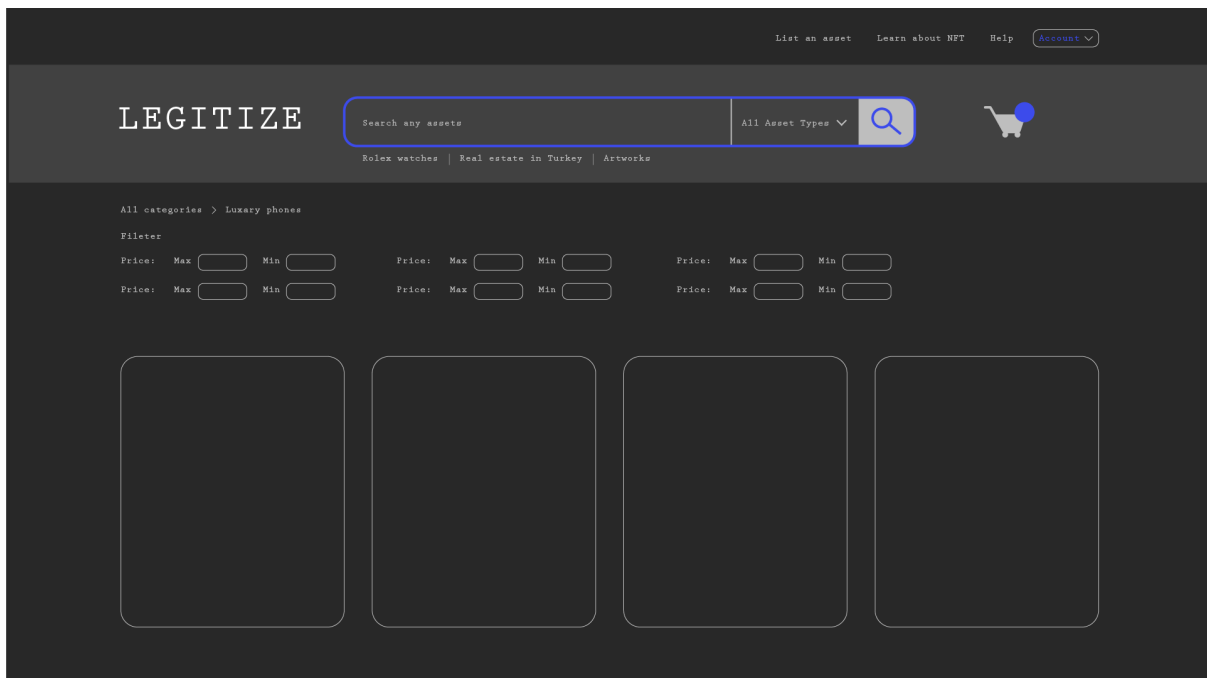 List an asset Learn about NFT Help Account
LEGITIZE
Search any assets All Asset Types
Rolex watches | Real estate in Turkey | Artworks
All categories > Luxary phones
Fileter
Price: Max Min Price: Max Min Price: Max Min
Price: Max Min Price: Max Min Price: Max Min